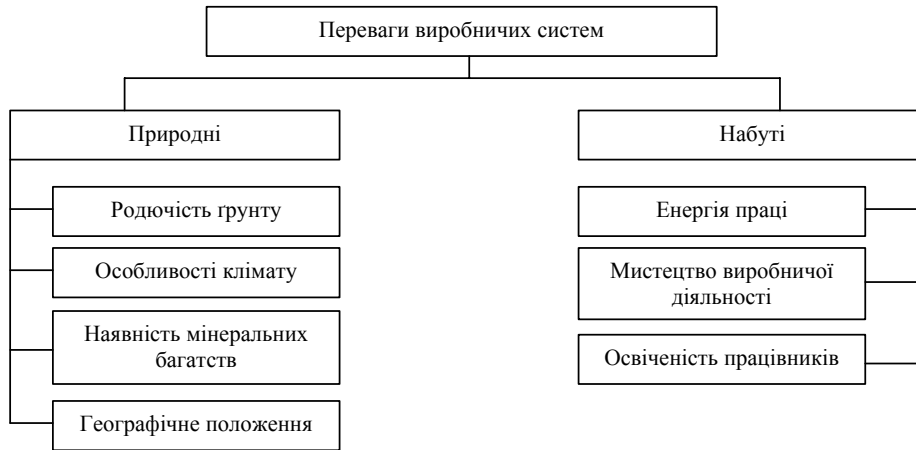 Переваги виробничих систем
Природні
Родючість ґрунту
Особливості клімату
Наявність мінеральних
багатств
Географічне положення
Набуті
Енергія праці
Мистецтво виробничої
діяльності
Освіченість працівників